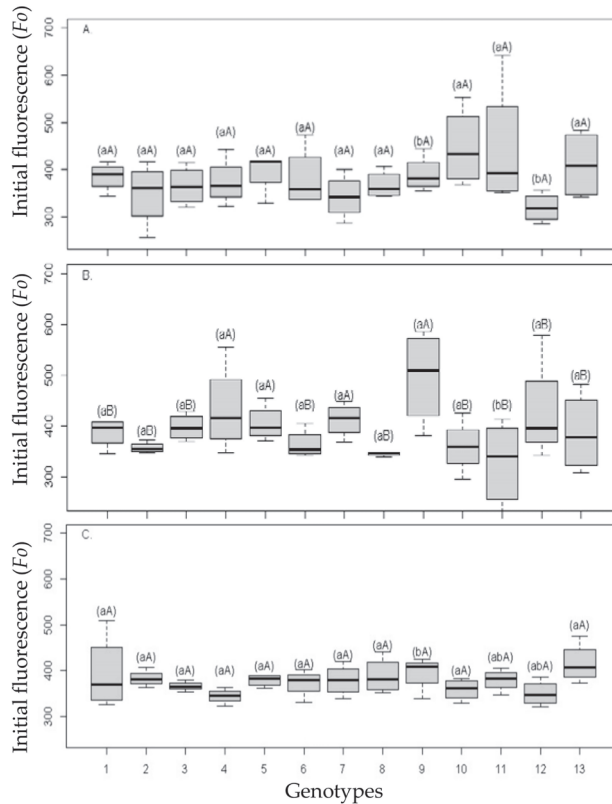 A.
Initial fluorescence (Fo)
700
600
500
400
300
(aA) (aA) (aA) (aA) (aA) (aA) (aA) (aA) (bA) (aA) (aA) (bA) (aA)
B.
Initial fluorescence (Fo)
700
600
500
400
300
(aB) (aB) (aB) (aA) (aA) (aB) (aA) (aB) (aA) (aB) (bB) (aB) (aB)
C.
Initial fluorescence (Fo)
700
600
500
400
300
(aA) (aA) (aA) (aA) (aA) (aA) (aA) (aA) (bA) (aA) (abA) (abA) (aA)
1 2 3 4 5 6 7 8 9 10 11 12 13
Genotypes